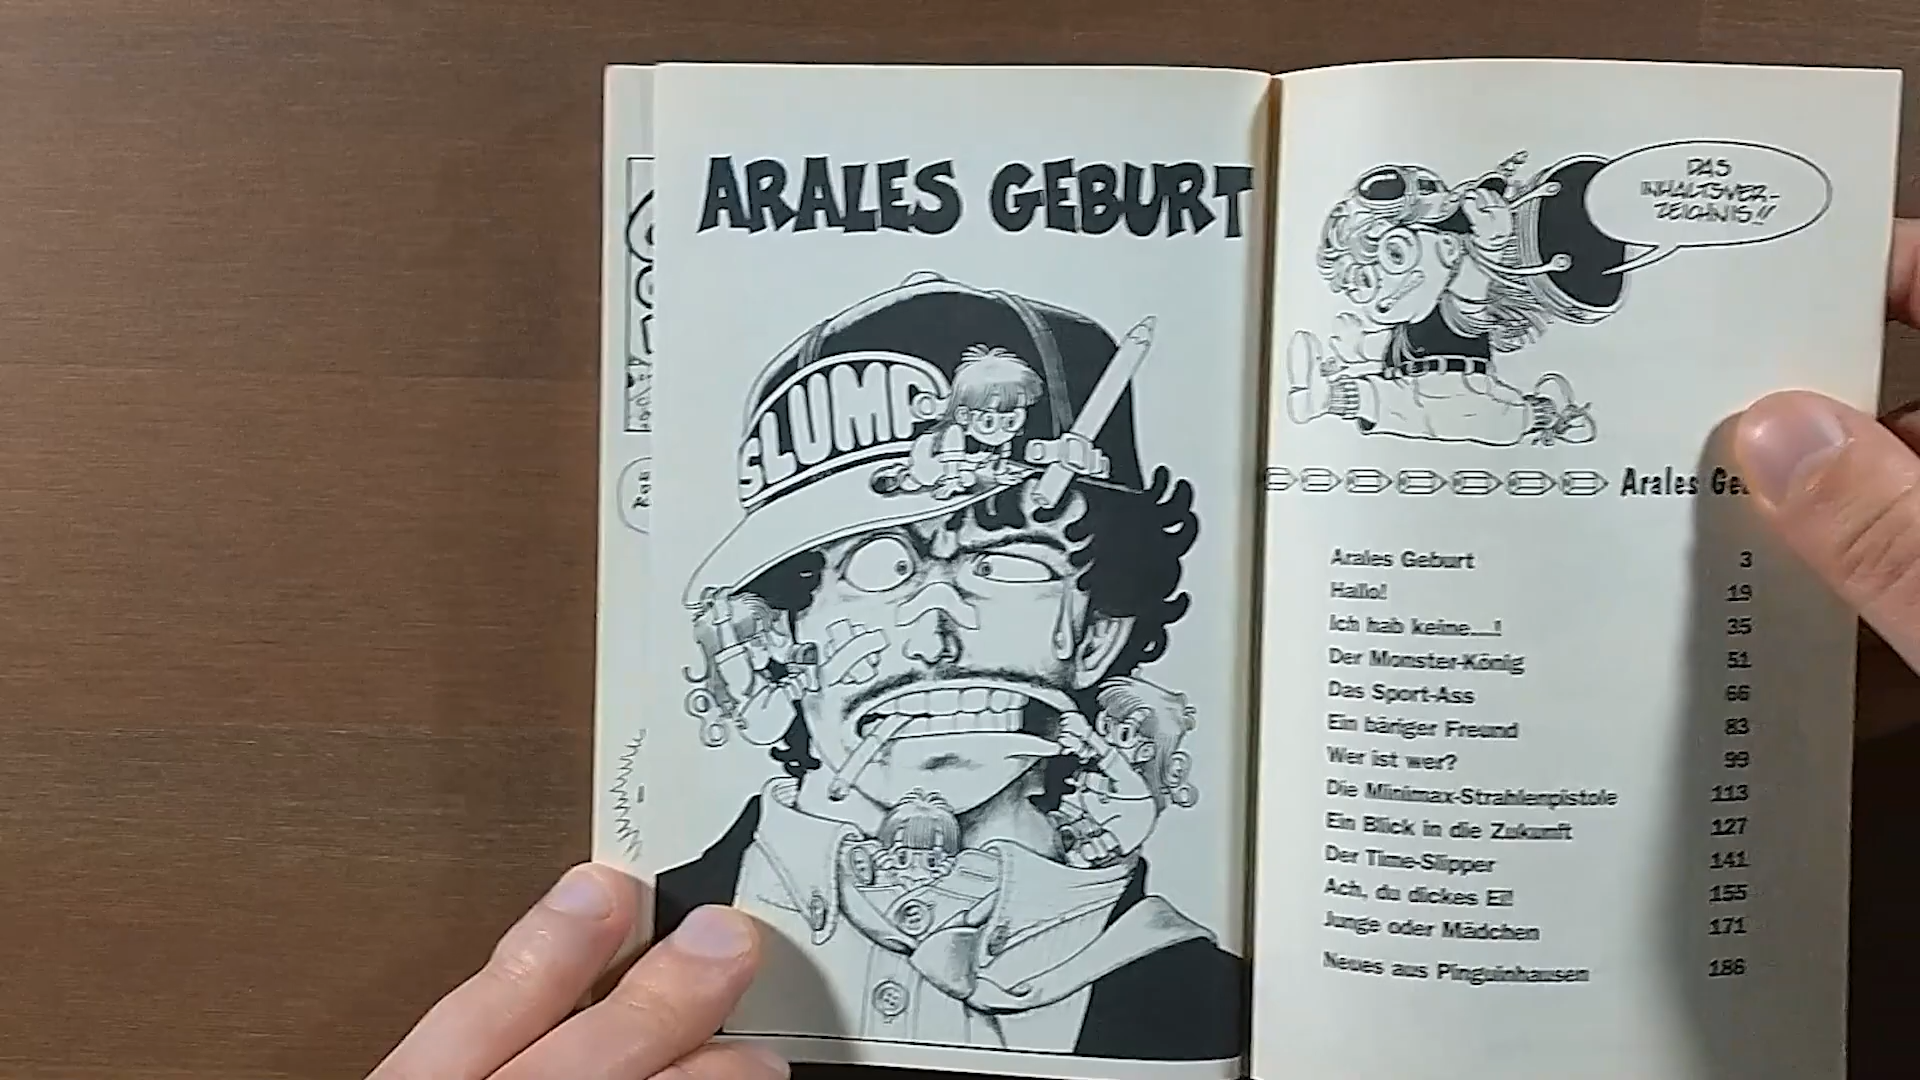 ARALES GEBURT
SLUMP
DAS
INHALTSVER-
ZEICHNIS!!
Arales
Arales Geburt 3
Hallo! 19
Ich hab keine....! 35
Der Monster-König 51
Das Sport-Ass 66
Ein bäriger Freund 83
Wer ist wer? 99
Die Minimax-Strahlenpistole 113
Ein Blick in die Zukunft 127
Der Time-Slipper 141
Ach, du dickes Ei! 155
Junge oder Mädchen 171
Neues aus Pinguinhausen 186